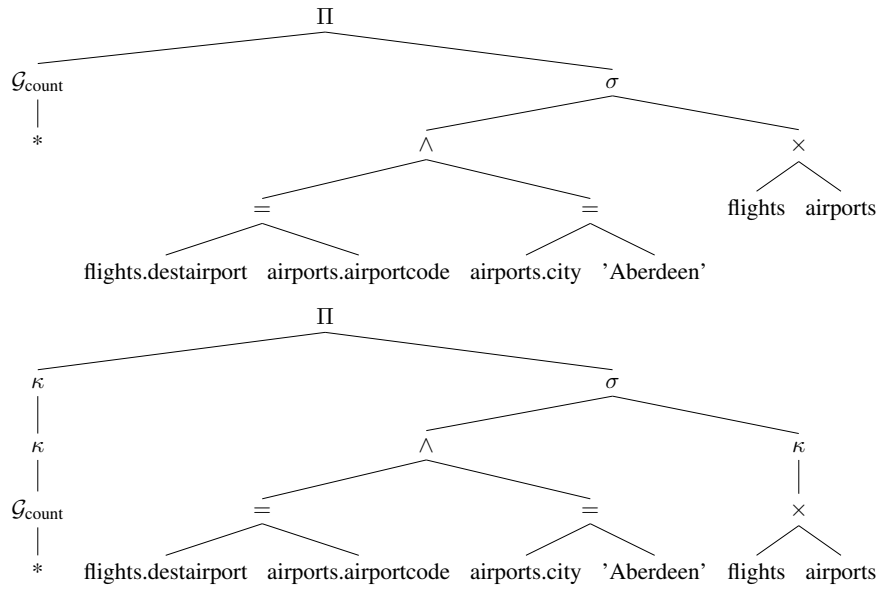 Π
𝒢count σ
* ∧ ×
= = flights airports
flights.destairport airports.airportcode airports.city 'Aberdeen'
Π
κ σ
κ ∧ κ
𝒢count = = ×
* flights.destairport airports.airportcode airports.city 'Aberdeen' flights airports